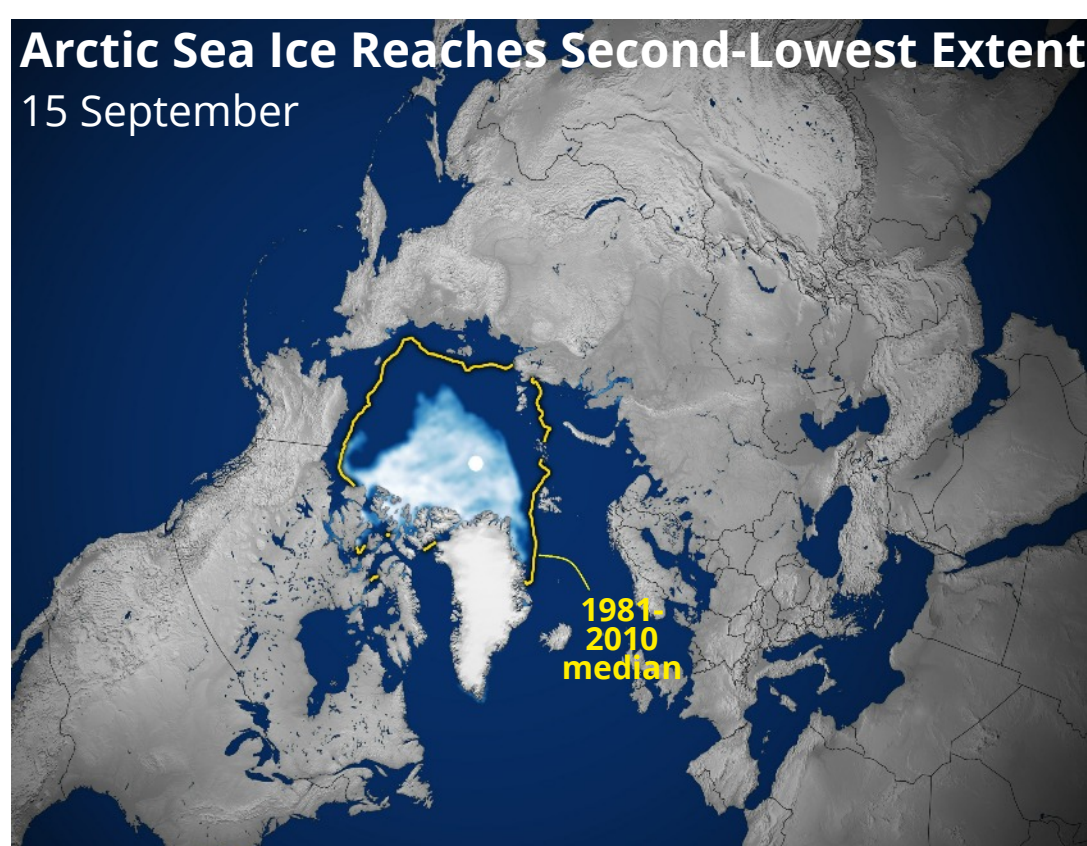 Arctic Sea Ice Reaches Second-Lowest Extent
15 September
1981-
2010
median